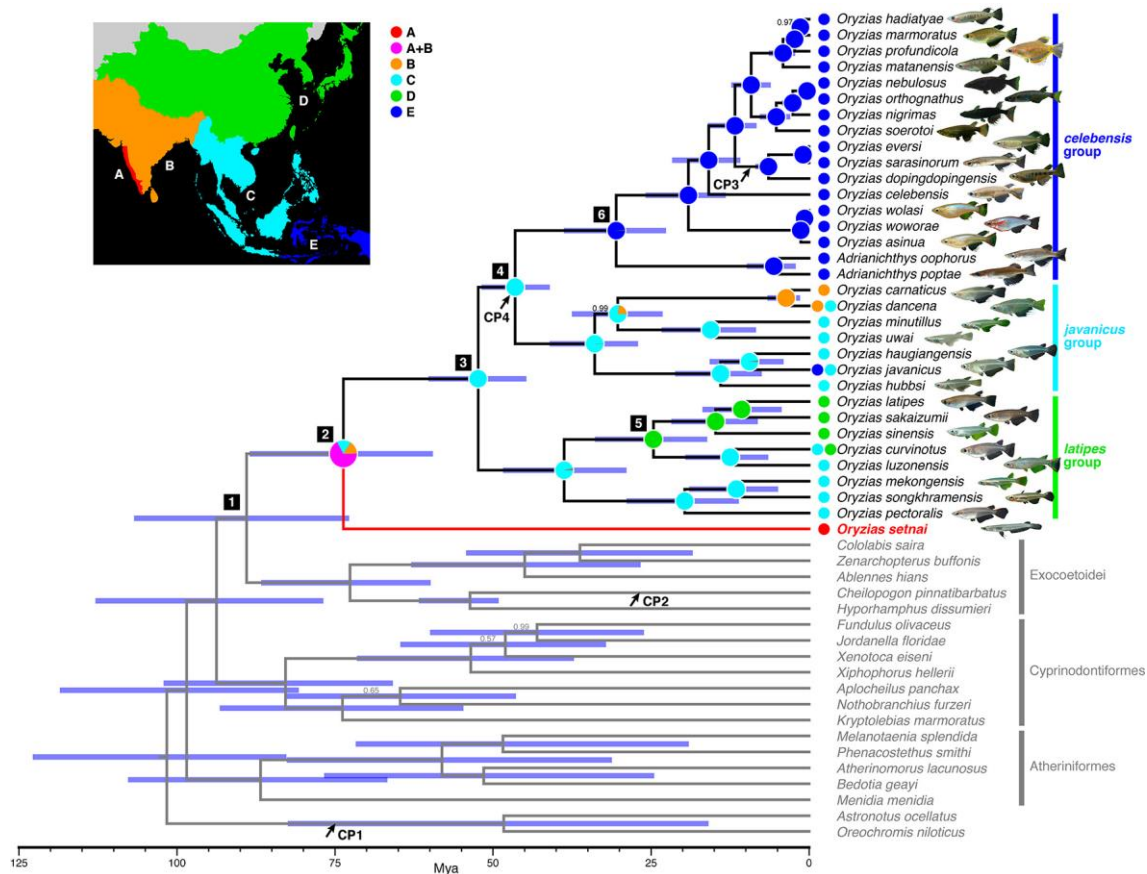 A
A+B
B
C
D
E
D
A
B
C
E
0.97
Oryzias hadiatyae
Oryzias marmoratus
Oryzias profundicola
Oryzias matanensis
Oryzias nebulosus
Oryzias orthognathus
Oryzias nigrimas
Oryzias soerotoi
Oryzias eversi
Oryzias sarasinorum
Oryzias dopingdopingensis
Oryzias celebensis
Oryzias wolasi
Oryzias woworae
Oryzias asinua
Adrianichthys oophorus
Adrianichthys poptae
celebensis
group
CP3
6
4
CP4
0.99
Oryzias carnaticus
Oryzias dancena
Oryzias minutillus
Oryzias uwai
Oryzias haugiangensis
Oryzias javanicus
Oryzias hubbsi
javanicus
group
3
Oryzias latipes
Oryzias sakaizumii
Oryzias sinensis
Oryzias curvinotus
Oryzias luzonensis
Oryzias mekongensis
Oryzias songkhramensis
Oryzias pectoralis
latipes
group
5
2
1
Oryzias setnai
Cololabis saira
Zenarchopterus buffonis
Ablennes hians
Cheilopogon pinnatibarbatus
Hyporhamphus dissumieri
Exocoetoidei
CP2
0.99
0.57
Fundulus olivaceus
Jordanella floridae
Xenotoca eiseni
Xiphophorus hellerii
Aplocheilus panchax
Nothobranchius furzeri
Kryptolebias marmoratus
Cyprinodontiformes
0.65
Melanotaenia splendida
Phenacostethus smithi
Atherinomorus lacunosus
Bedotia geayi
Menidia menidia
Atheriniformes
Astronotus ocellatus
Oreochromis niloticus
CP1
125 100 75 50 25 0
Mya